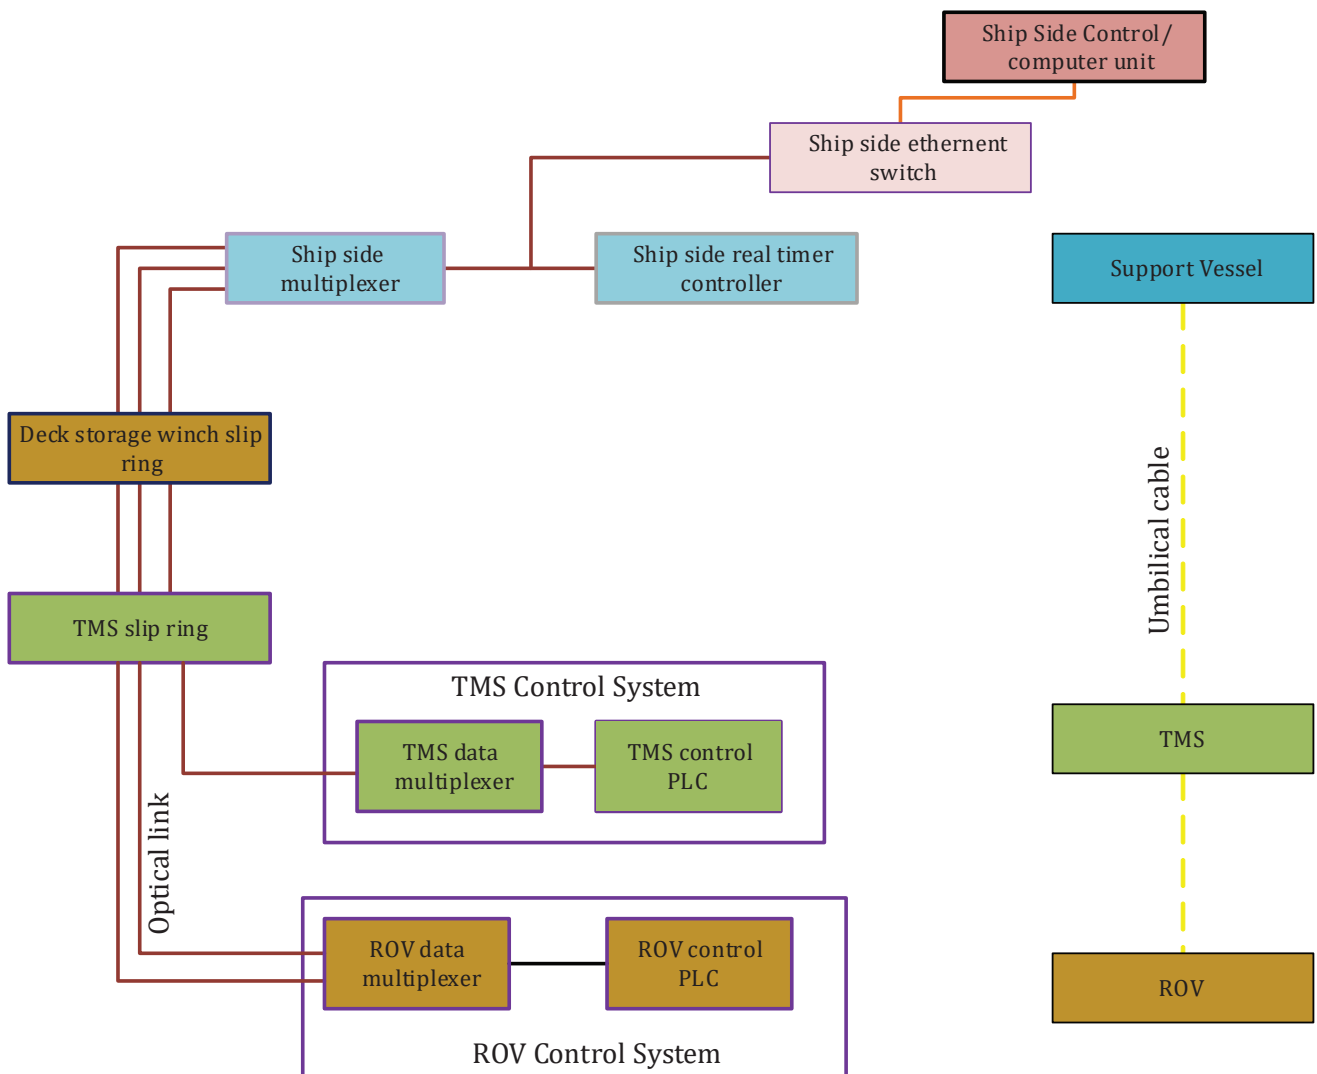 Ship Side Control/
computer unit
Ship side ethernent
switch
Ship side
multiplexer
Ship side real timer
controller
Support Vessel
Deck storage winch slip
ring
Umbilical cable
TMS slip ring
TMS Control System
TMS data
multiplexer
TMS control
PLC
TMS
Optical link
ROV data
multiplexer
ROV control
PLC
ROV
ROV Control System